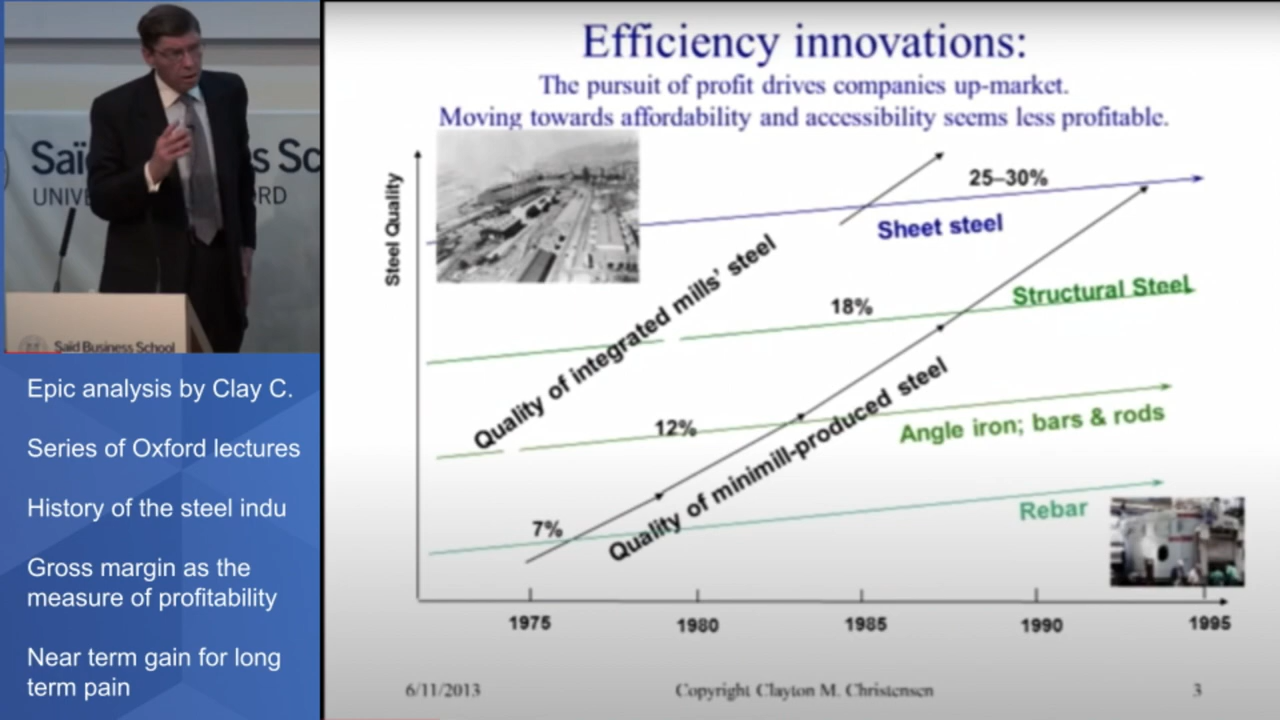 Saï
s Sc
UNIVE
ORD
Saïd Business School
Epic analysis by Clay C.
Series of Oxford lectures
History of the steel indu
Gross margin as the
measure of profitability
Near term gain for long
term pain
Efficiency innovations:
The pursuit of profit drives companies up-market.
Moving towards affordability and accessibility seems less profitable.
Steel Quality
25–30%
Sheet steel
Quality of integrated mills' steel
18%
Structural Steel
12%
Quality of minimill-produced steel
Angle iron; bars & rods
7%
Rebar
1975
1980
1985
1990
1995
6/11/2013
Copyright Clayton M. Christensen
3